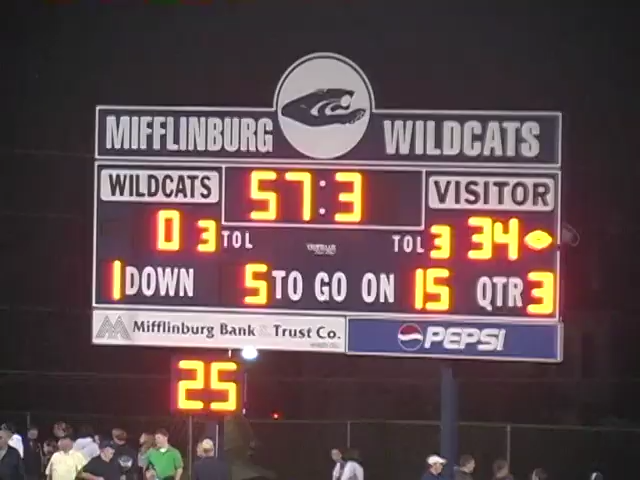 MIFFLINBURG WILDCATS
WILDCATS 57:3 VISITOR
0 3 TOL TOL 3 34
1 DOWN 5 TO GO ON 15 QTR 3
Mifflinburg Bank & Trust Co. PEPSI
25